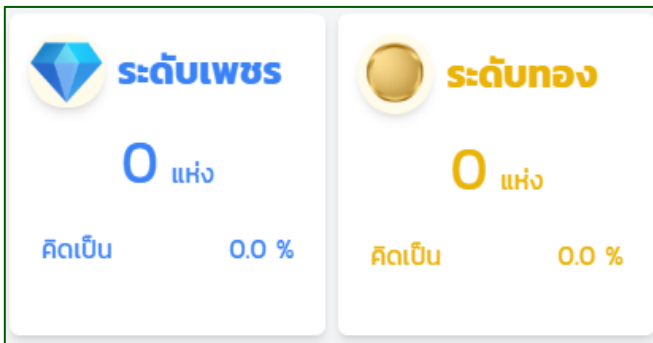 ระดับเพชร
0 แห่ง
คิดเป็น 0.0 %
ระดับทอง
0 แห่ง
คิดเป็น 0.0 %